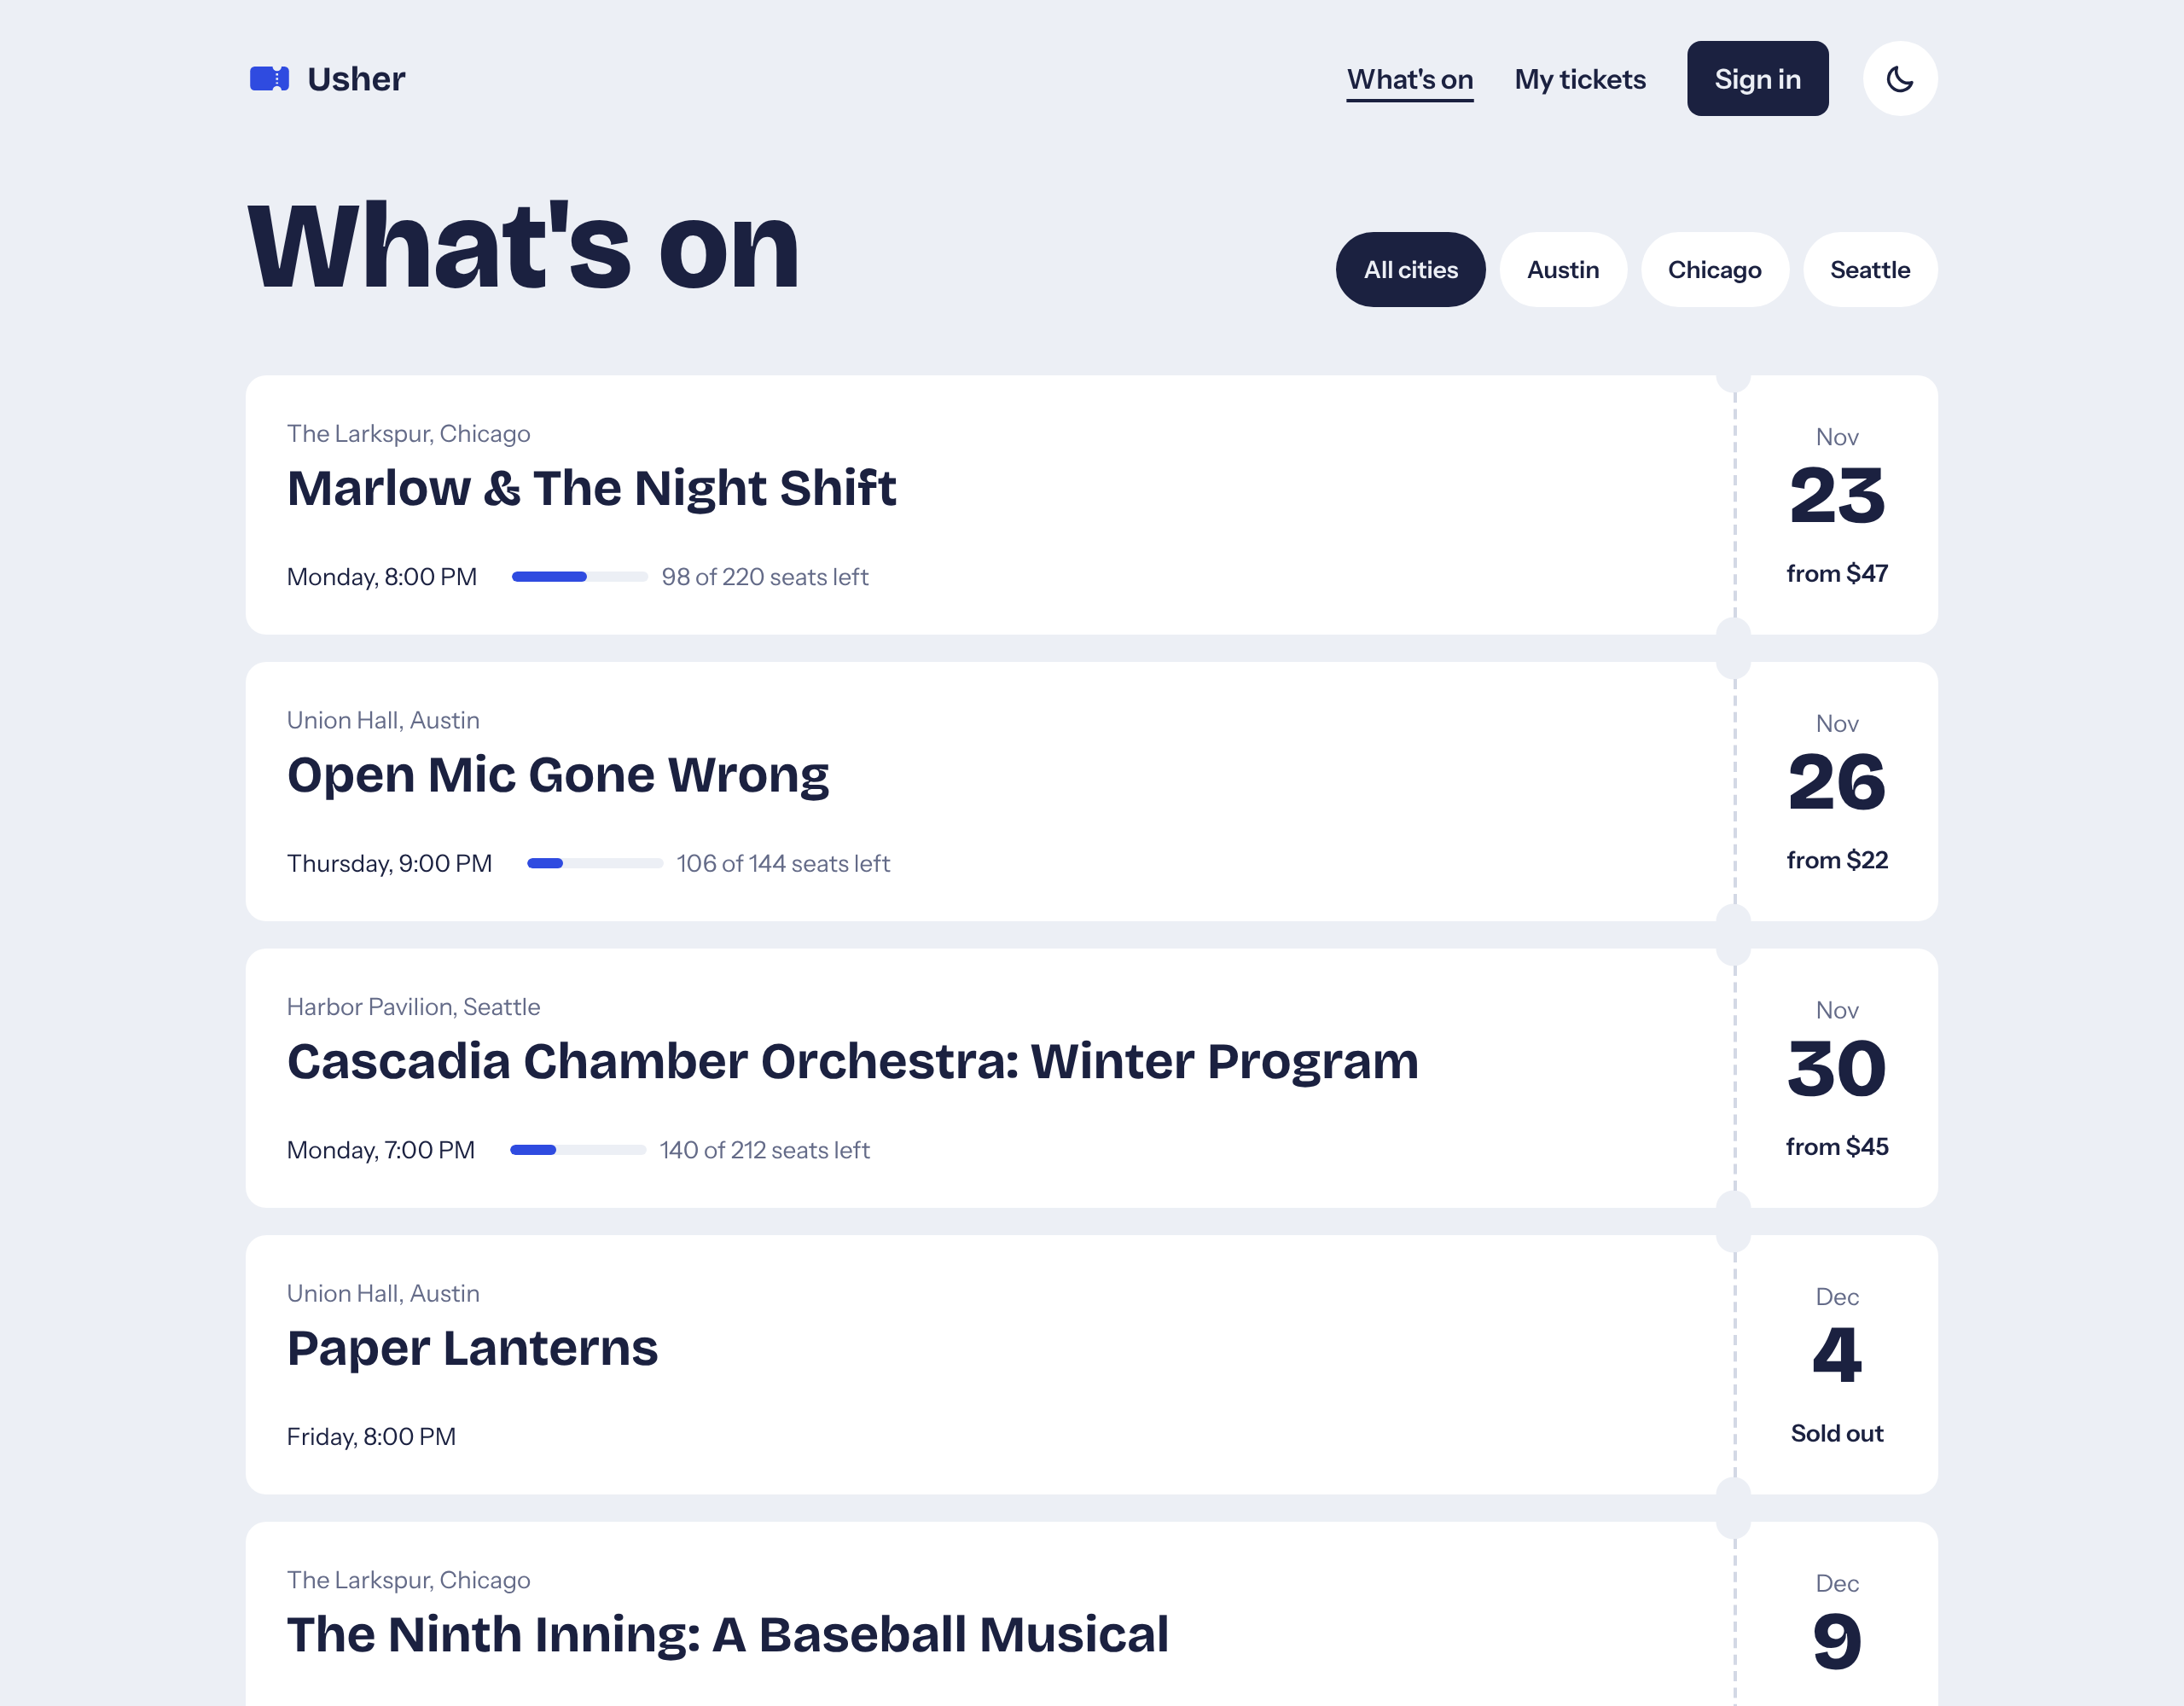 Usher
What's on
My tickets
Sign in
What's on
All cities
Austin
Chicago
Seattle
The Larkspur, Chicago
Marlow & The Night Shift
Monday, 8:00 PM
98 of 220 seats left
Nov
23
from $47
Union Hall, Austin
Open Mic Gone Wrong
Thursday, 9:00 PM
106 of 144 seats left
Nov
26
from $22
Harbor Pavilion, Seattle
Cascadia Chamber Orchestra: Winter Program
Monday, 7:00 PM
140 of 212 seats left
Nov
30
from $45
Union Hall, Austin
Paper Lanterns
Friday, 8:00 PM
Dec
4
Sold out
The Larkspur, Chicago
The Ninth Inning: A Baseball Musical
Dec
9